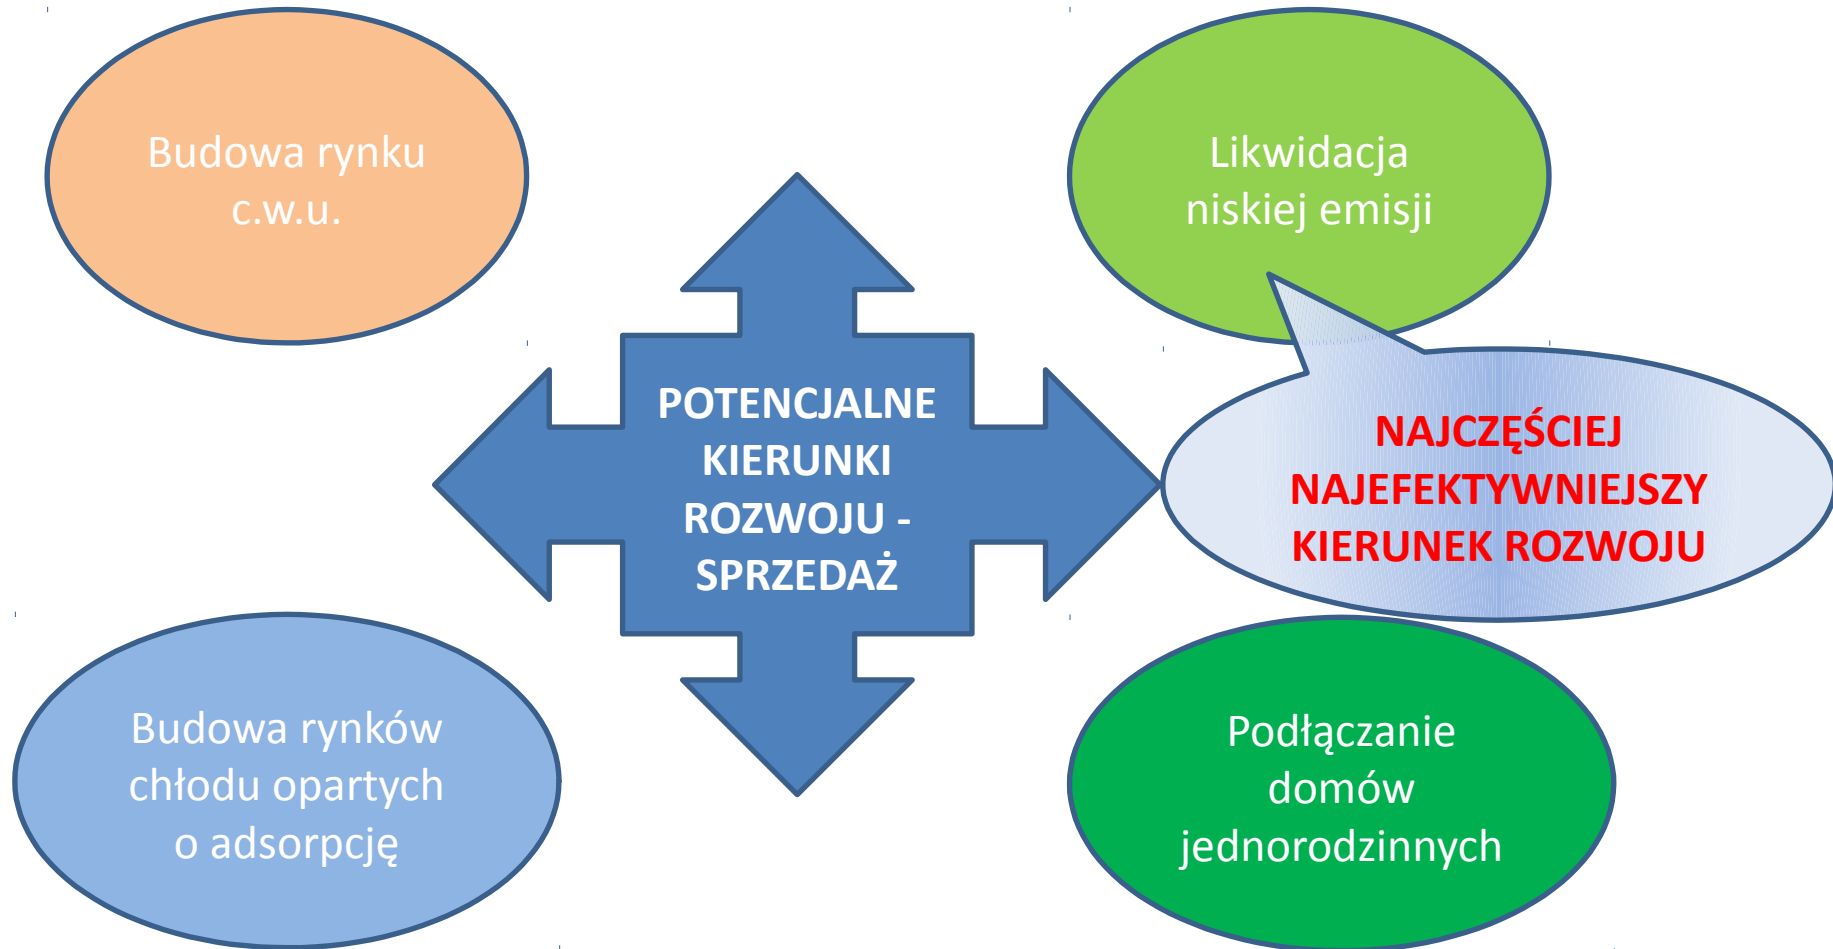 Budowa rynku
c.w.u.
Likwidacja
niskiej emisji
POTENCJALNE
KIERUNKI
ROZWOJU -
SPRZEDAŻ
NAJCZĘŚCIEJ
NAJEFEKTYWNIEJSZY
KIERUNEK ROZWOJU
Budowa rynków
chłodu opartych
o adsorpcję
Podłączanie
domów
jednorodzinnych